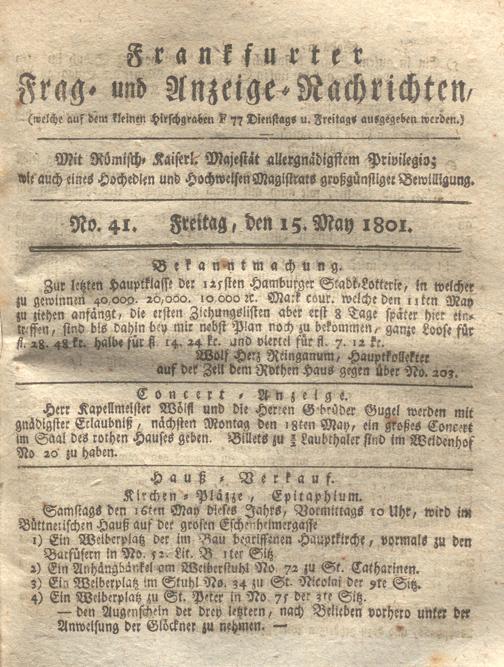 Frankfurter
Frag- und Anzeige-Nachrichten,
(welche auf dem kleinen Hirschgraben F 77 Dienstags u. Freitags ausgegeben werden.)
Mit Römisch-Kaiserl. Majestät allergnädigstem Privilegio;
wie auch eines Hochedlen und Hochweisen Magistrats großgünstiger Bewilligung.
No. 41. Freitag, den 15. May 1801.
Bekanntmachung.
Zur letzten Hauptklasse der 125sten Hamburger Stadt-Lotterie, in welcher
zu gewinnen 40,000. 20,000. 10,000 ꝛc. Mark cour. welche den 11ten May
zu ziehen anfängt, die ersten Ziehungslisten aber erst 8 Tage später hier ein-
treffen, sind bis dahin bey mir nebst Plan noch zu bekommen, ganze Loose für
fl. 28. 48 kr. halbe für fl. 14. 24 kr. und viertel für fl. 7. 12 kr.
Wolf Herz Reinganum, Hauptkollekter
auf der Zeil dem Rothen Haus gegen über No. 203.
Concert-Anzeige.
Herr Kapellmeister Wölfl und die Herren Gebrüder Gugel werden mit
gnädigster Erlaubniß, nächsten Montag den 18ten May, ein großes Concert
im Saal des rothen Hauses geben. Billets zu ½ Laubthaler sind im Weidenhof
No 20 zu haben.
Hauß-Verkauf.
Kirchen-Plätze, Epitaphium.
Samstags den 16ten May dieses Jahrs, Vormittags 10 Uhr, wird im
Büttnerischen Hauß auf der grosen Eschenheimergasse
1) Ein Weiberplatz der im Bau begriffenen Hauptkirche, vormals zu den
Barfüsern in No. 52. Lit. B 1ter Sitz.
2) Ein Anhängbänkel am Weiberstuhl No. 72 zu St. Catharinen.
3) Ein Weiberplatz im Stuhl No. 34 zu St. Nicolai der 9te Sitz.
4) Ein Weiberplatz zu St. Peter in No. 75 der 3te Sitz.
— den Augenschein der drey letztern, nach Belieben vorhero unter der
Anweisung der Glöckner zu nehmen. —